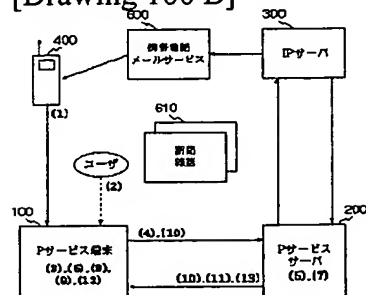 [Drawing 100 B]
600
300
400
携帯電話
メールサービス
IPサーバ
610
(1)
ユーザ
(2)
新聞
雑誌
100
200
(4).(10)
Pサービス端末
(3).(6).(8).
(9).(12)
Pサービス
サーバ
(5).(7)
(10).(11).(13)